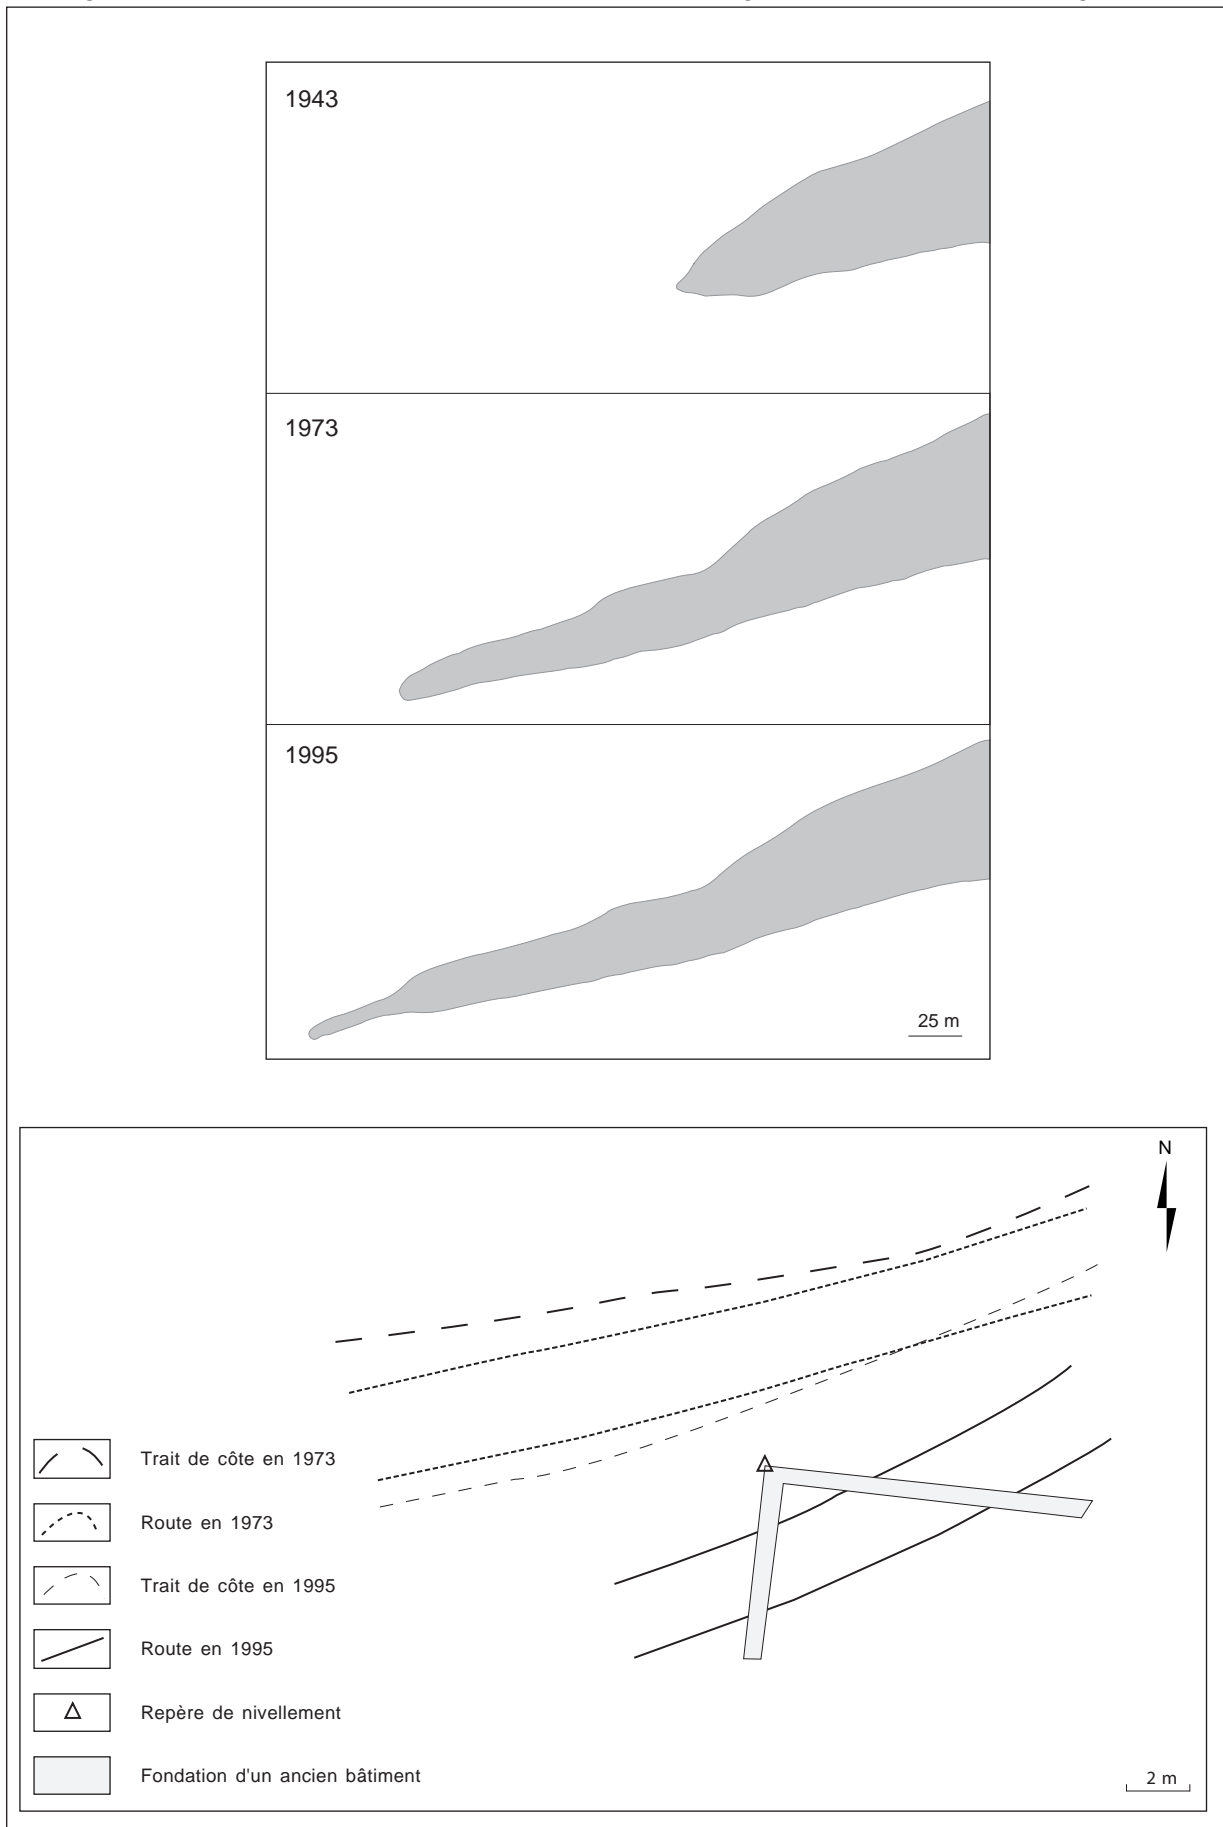 1943
1973
1995
25 m
N
Trait de côte en 1973
Route en 1973
Trait de côte en 1995
Route en 1995
Repère de nivellement
Fondation d'un ancien bâtiment
2 m